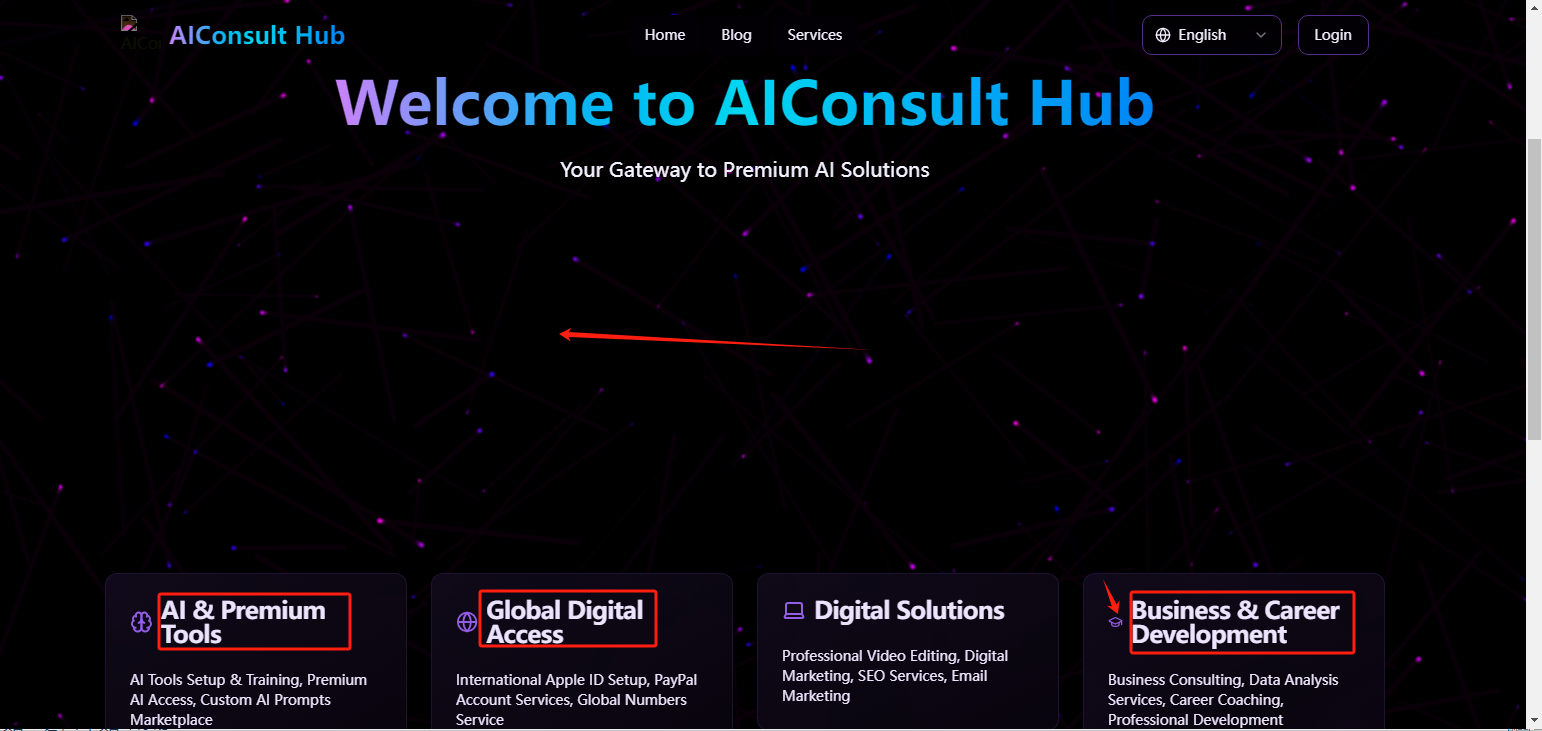 AICon
AIConsult Hub
Home
Blog
Services
English
Login
Welcome to AIConsult Hub
Your Gateway to Premium AI Solutions
AI & Premium
Tools
AI Tools Setup & Training, Premium
AI Access, Custom AI Prompts
Marketplace
Global Digital
Access
International Apple ID Setup, PayPal
Account Services, Global Numbers
Service
Digital Solutions
Professional Video Editing, Digital
Marketing, SEO Services, Email
Marketing
Business & Career
Development
Business Consulting, Data Analysis
Services, Career Coaching,
Professional Development